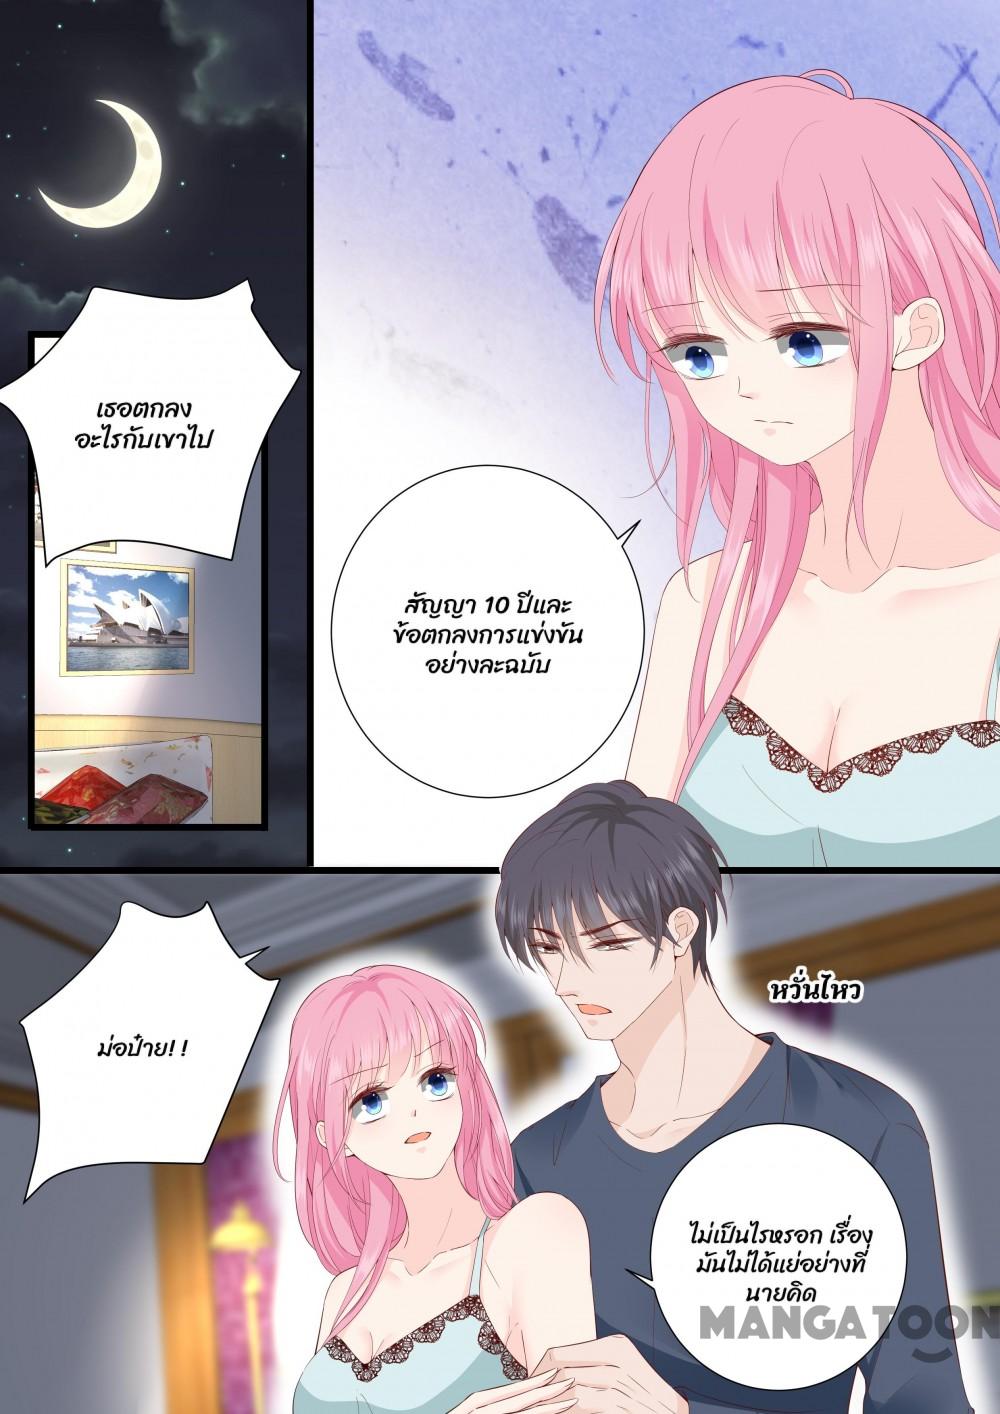 เธอตกลง
อะไรกับเขาไป
สัญญา 10 ปีและ
ข้อตกลงการแข่งขัน
อย่างละฉบับ
ม่อป๋าย!!
หวั่นไหว
ไม่เป็นไรหรอก เรื่อง
มันไม่ได้แย่อย่างที่
นายคิด
MANGATOON